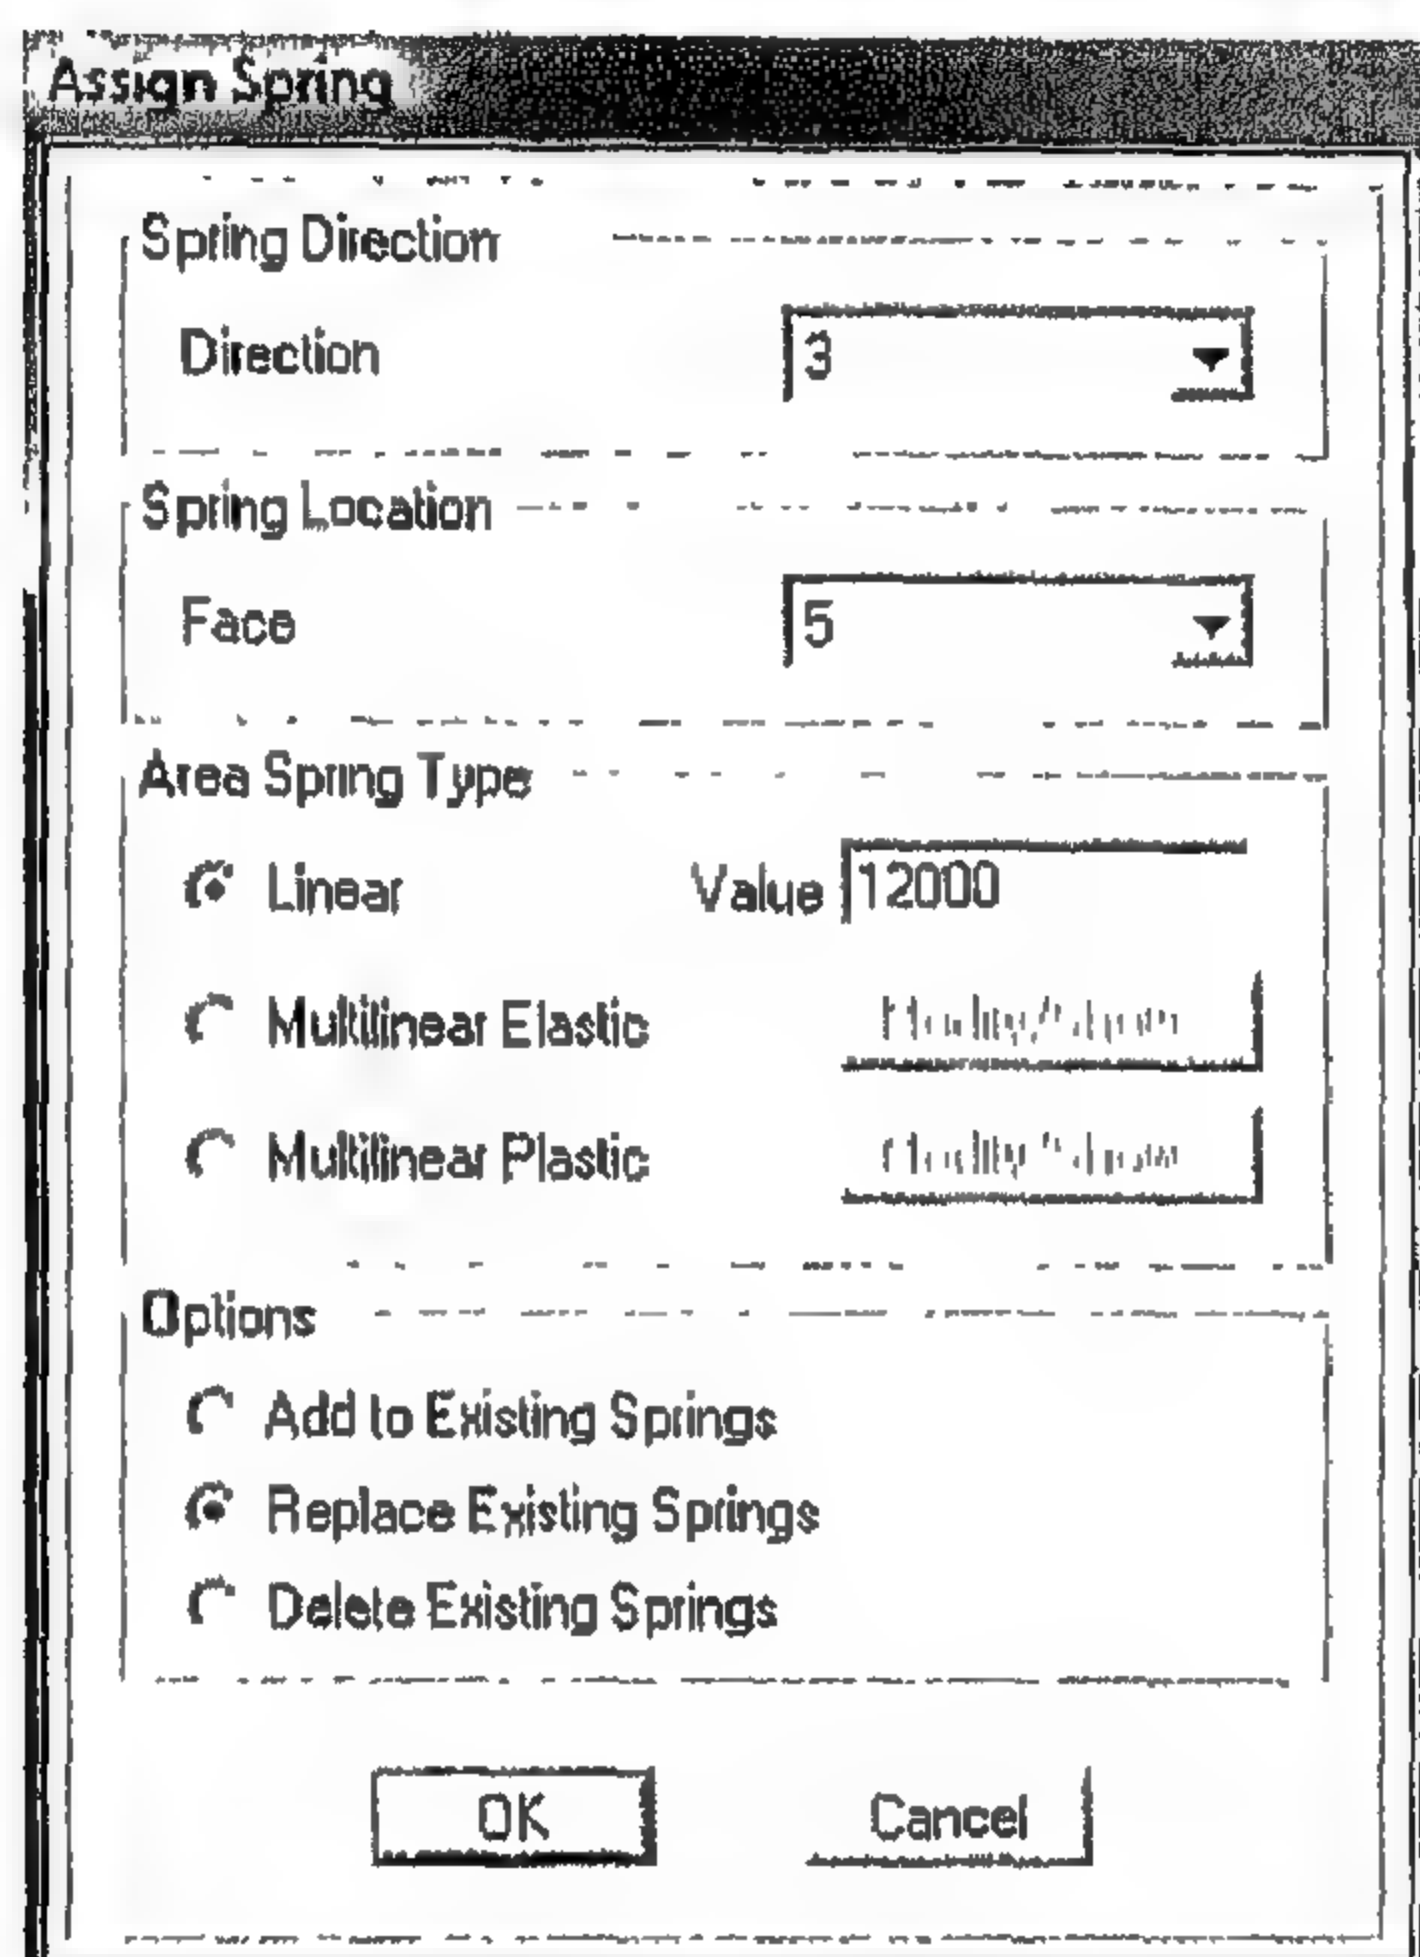 Assign Spring
Spring Direction
Direction 3
Spring Location
Face 5
Area Spring Type
Linear Value 12000
Multilinear Elastic
Multilinear Plastic
Options
Add to Existing Springs
Replace Existing Springs
Delete Existing Springs
OK Cancel